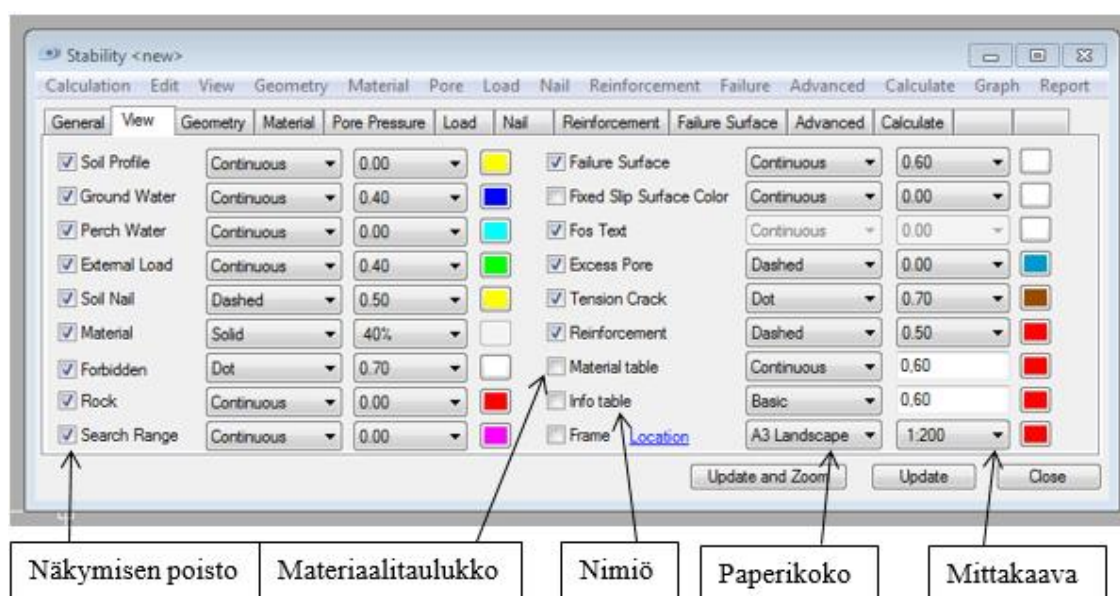 Stability <new>
Calculation Edit View Geometry Material Pore Load Nail Reinforcement Failure Advanced Calculate Graph Report
General View Geometry Material Pore Pressure Load Nail Reinforcement Failure Surface Advanced Calculate
Soil Profile Continuous 0.00 Failure Surface Continuous 0.60
Ground Water Continuous 0.40 Fixed Slip Surface Color Continuous 0.00
Perch Water Continuous 0.00 Fos Text Continuous 0.00
External Load Continuous 0.40 Excess Pore Dashed 0.00
Soil Nail Dashed 0.50 Tension Crack Dot 0.70
Material Solid 40% Reinforcement Dashed 0.50
Forbidden Dot 0.70 Material table Continuous 0,60
Rock Continuous 0.00 Info table Basic 0,60
Search Range Continuous 0.00 Frame Location A3 Landscape 1:200
Update and Zoom Update Close
Näkymisen poisto Materiaalitaulukko Nimiö Paperikoko Mittakaava